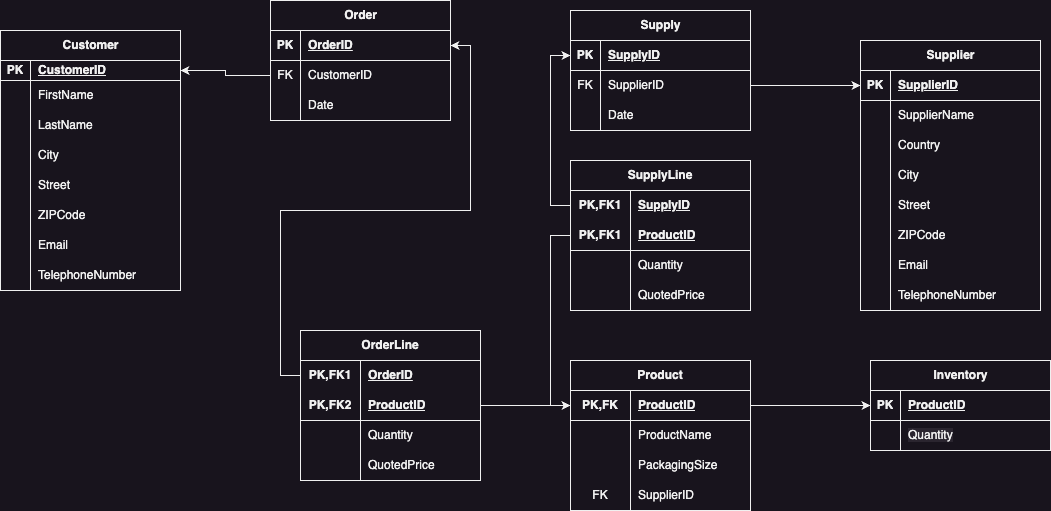 Customer
PK CustomerID
FirstName
LastName
City
Street
ZIPCode
Email
TelephoneNumber
Order
PK OrderID
FK CustomerID
Date
Supply
PK SupplyID
FK SupplierID
Date
Supplier
PK SupplierID
SupplierName
Country
City
Street
ZIPCode
Email
TelephoneNumber
SupplyLine
PK,FK1 SupplyID
PK,FK1 ProductID
Quantity
QuotedPrice
OrderLine
PK,FK1 OrderID
PK,FK2 ProductID
Quantity
QuotedPrice
Product
PK,FK ProductID
ProductName
PackagingSize
FK SupplierID
Inventory
PK ProductID
Quantity